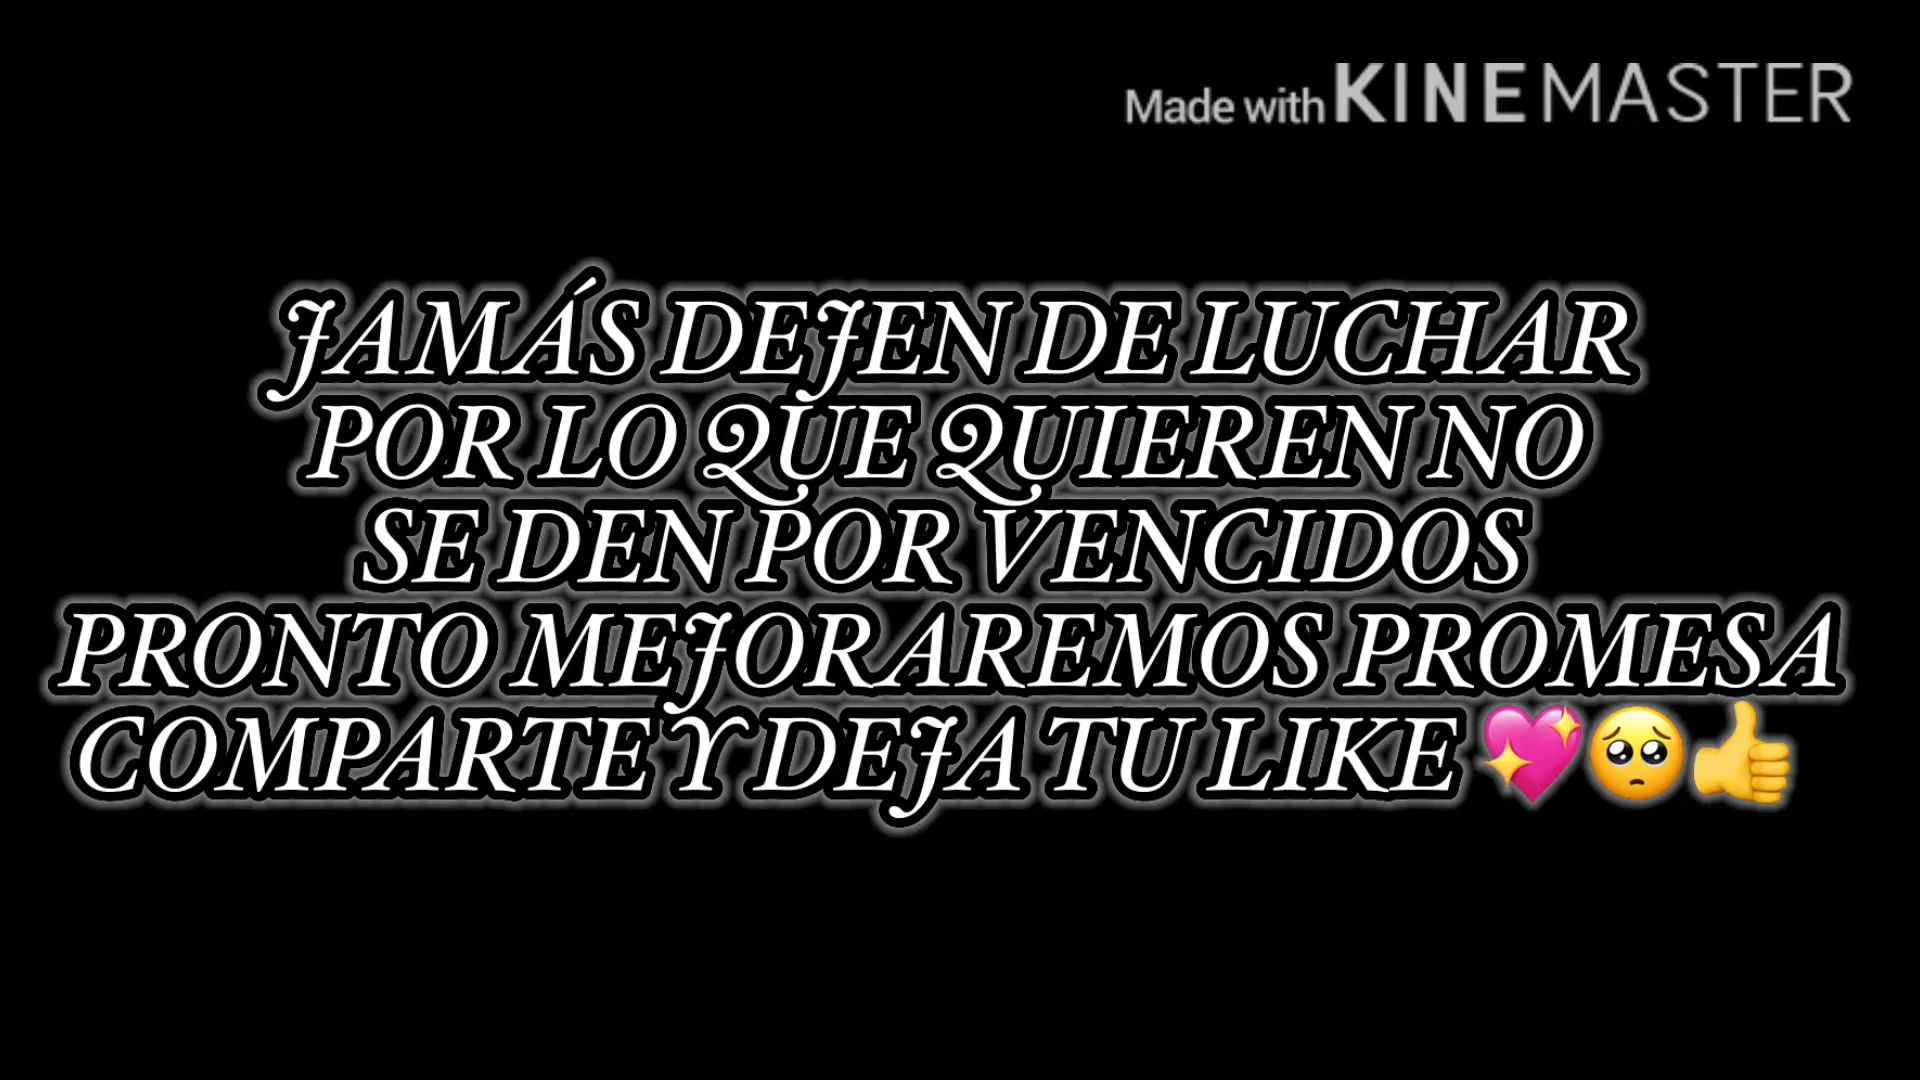 Made with KINEMASTER
JAMÁS DEJEN DE LUCHAR
POR LO QUE QUIEREN NO
SE DEN POR VENCIDOS
PRONTO MEJORAREMOS PROMESA
COMPARTE Y DEJA TU LIKE 💖🥺👍